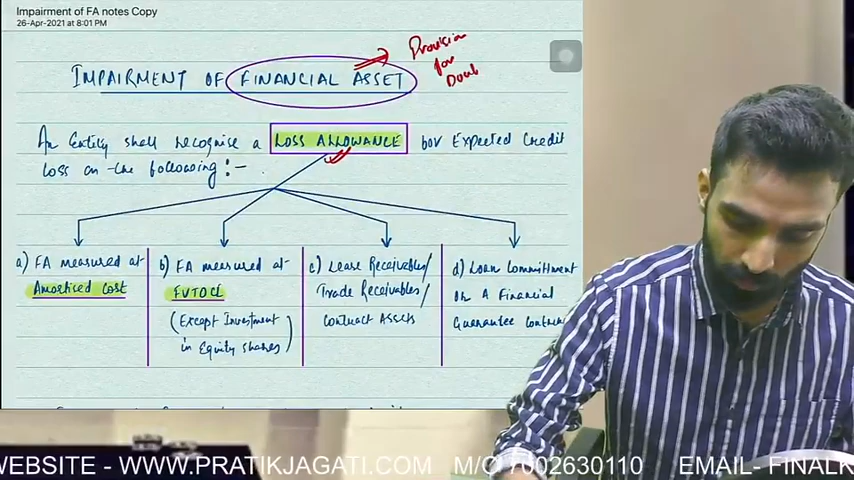 Impairment of FA notes Copy
26-Apr-2021 at 8:01 PM
IMPAIRMENT OF FINANCIAL ASSET
Provision
for
Doub
An Entity shall recognise a LOSS ALLOWANCE for Expected Credit
Loss on the following :-
a) FA measured at
Amortised Cost
b) FA measured at
FVTOCI
(Except Investment
in Equity shares)
c) Lease Receivables/
Trade Receivables/
Contract Assets
d) Loan Commitment
Or A Financial
Guarantee Contract
WEBSITE - WWW.PRATIKJAGATI.COM M/O 7002630110 EMAIL- FINALK